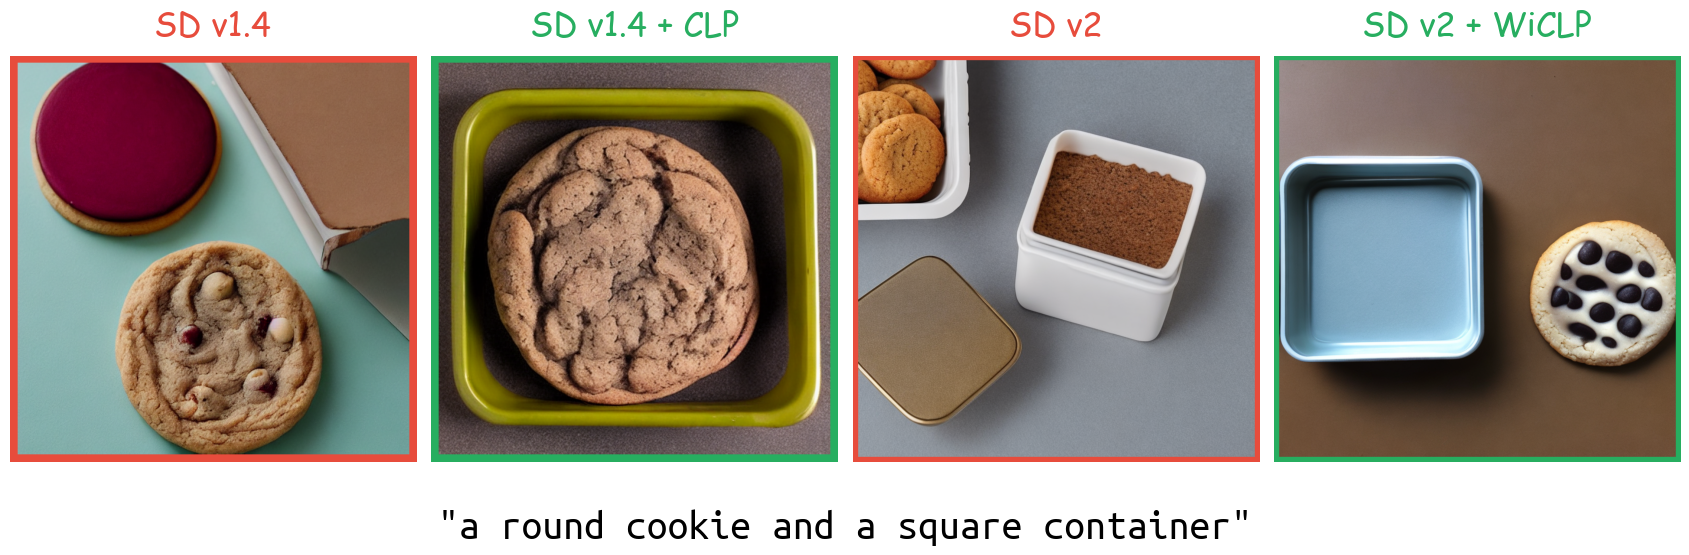 SD v1.4
SD v1.4 + CLP
SD v2
SD v2 + WiCLP
"a round cookie and a square container"